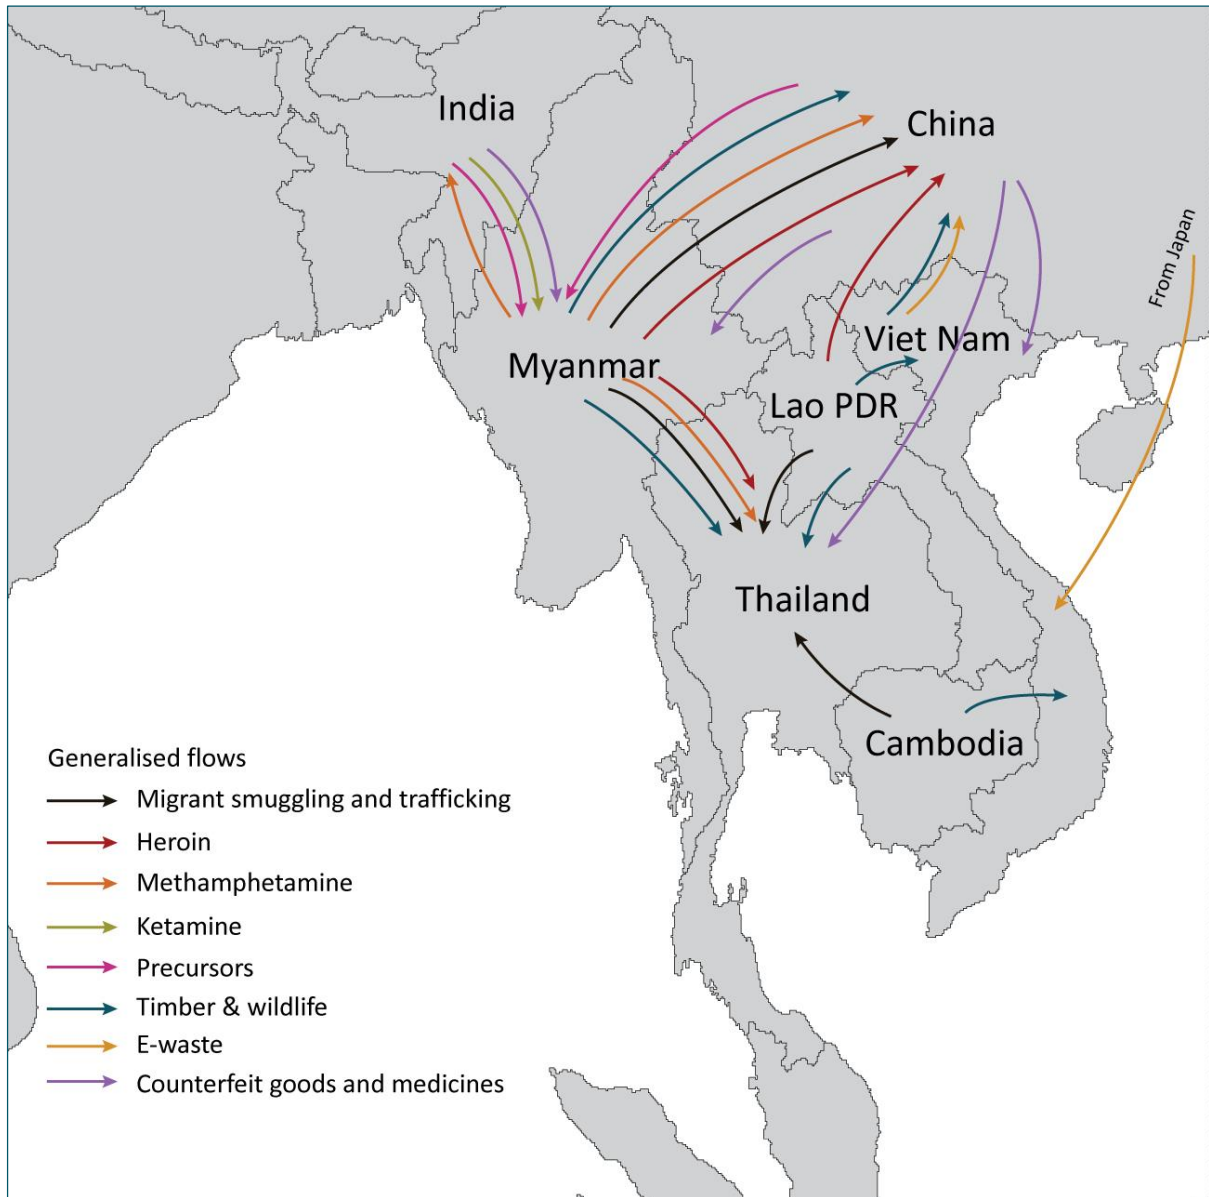 India
China
From Japan
Viet Nam
Myanmar
Lao PDR
Thailand
Cambodia
Generalised flows
Migrant smuggling and trafficking
Heroin
Methamphetamine
Ketamine
Precursors
Timber & wildlife
E-waste
Counterfeit goods and medicines